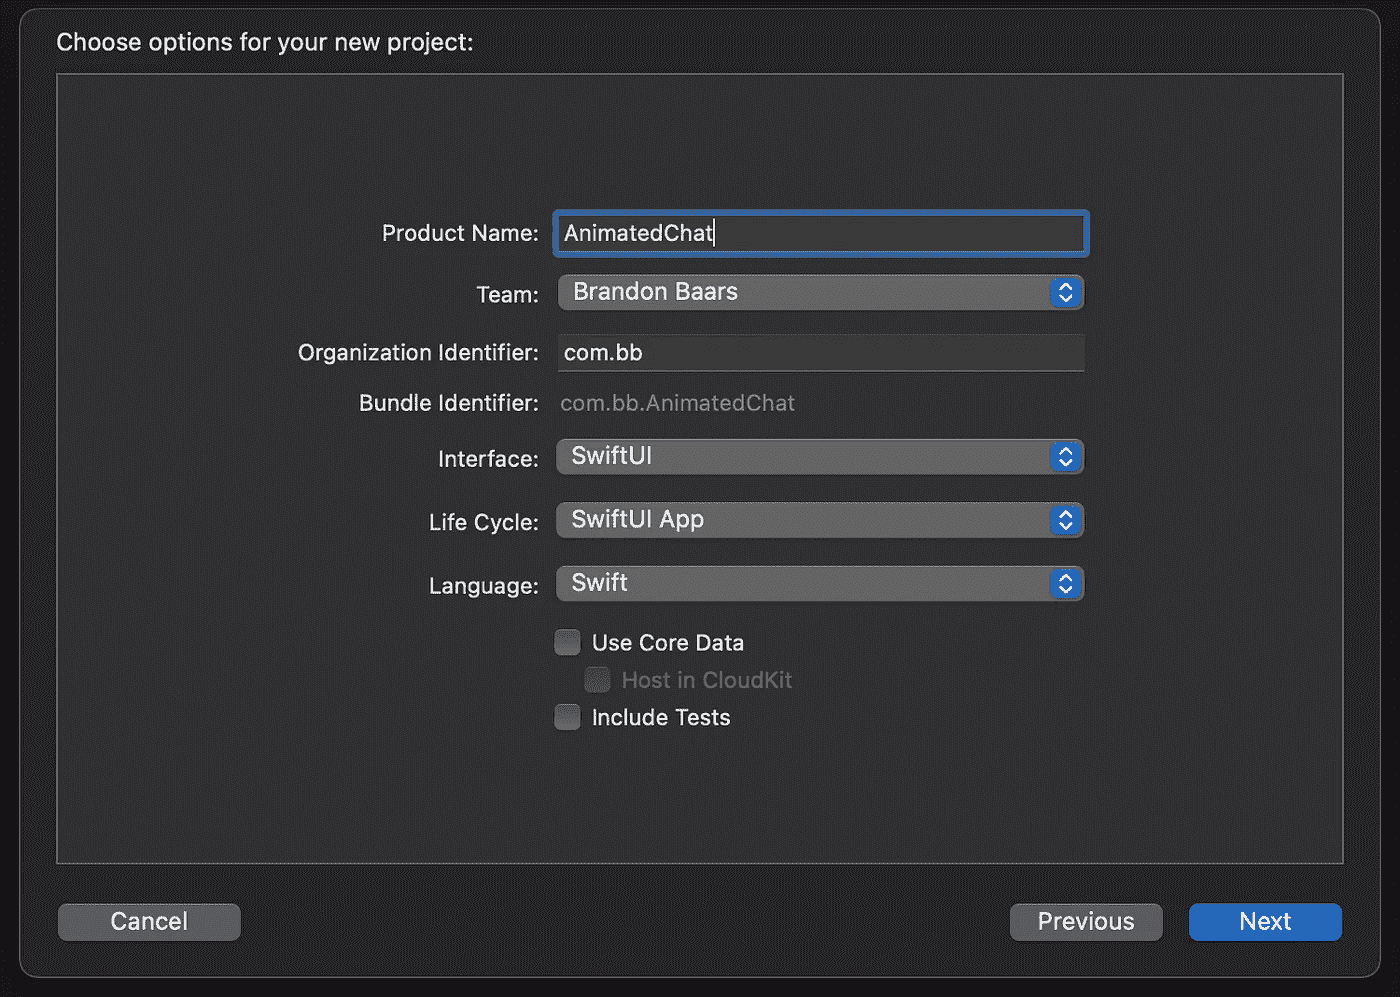 Choose options for your new project:
Product Name: AnimatedChat
Team: Brandon Baars
Organization Identifier: com.bb
Bundle Identifier: com.bb.AnimatedChat
Interface: SwiftUI
Life Cycle: SwiftUI App
Language: Swift
Use Core Data
Host in CloudKit
Include Tests
Cancel Previous Next